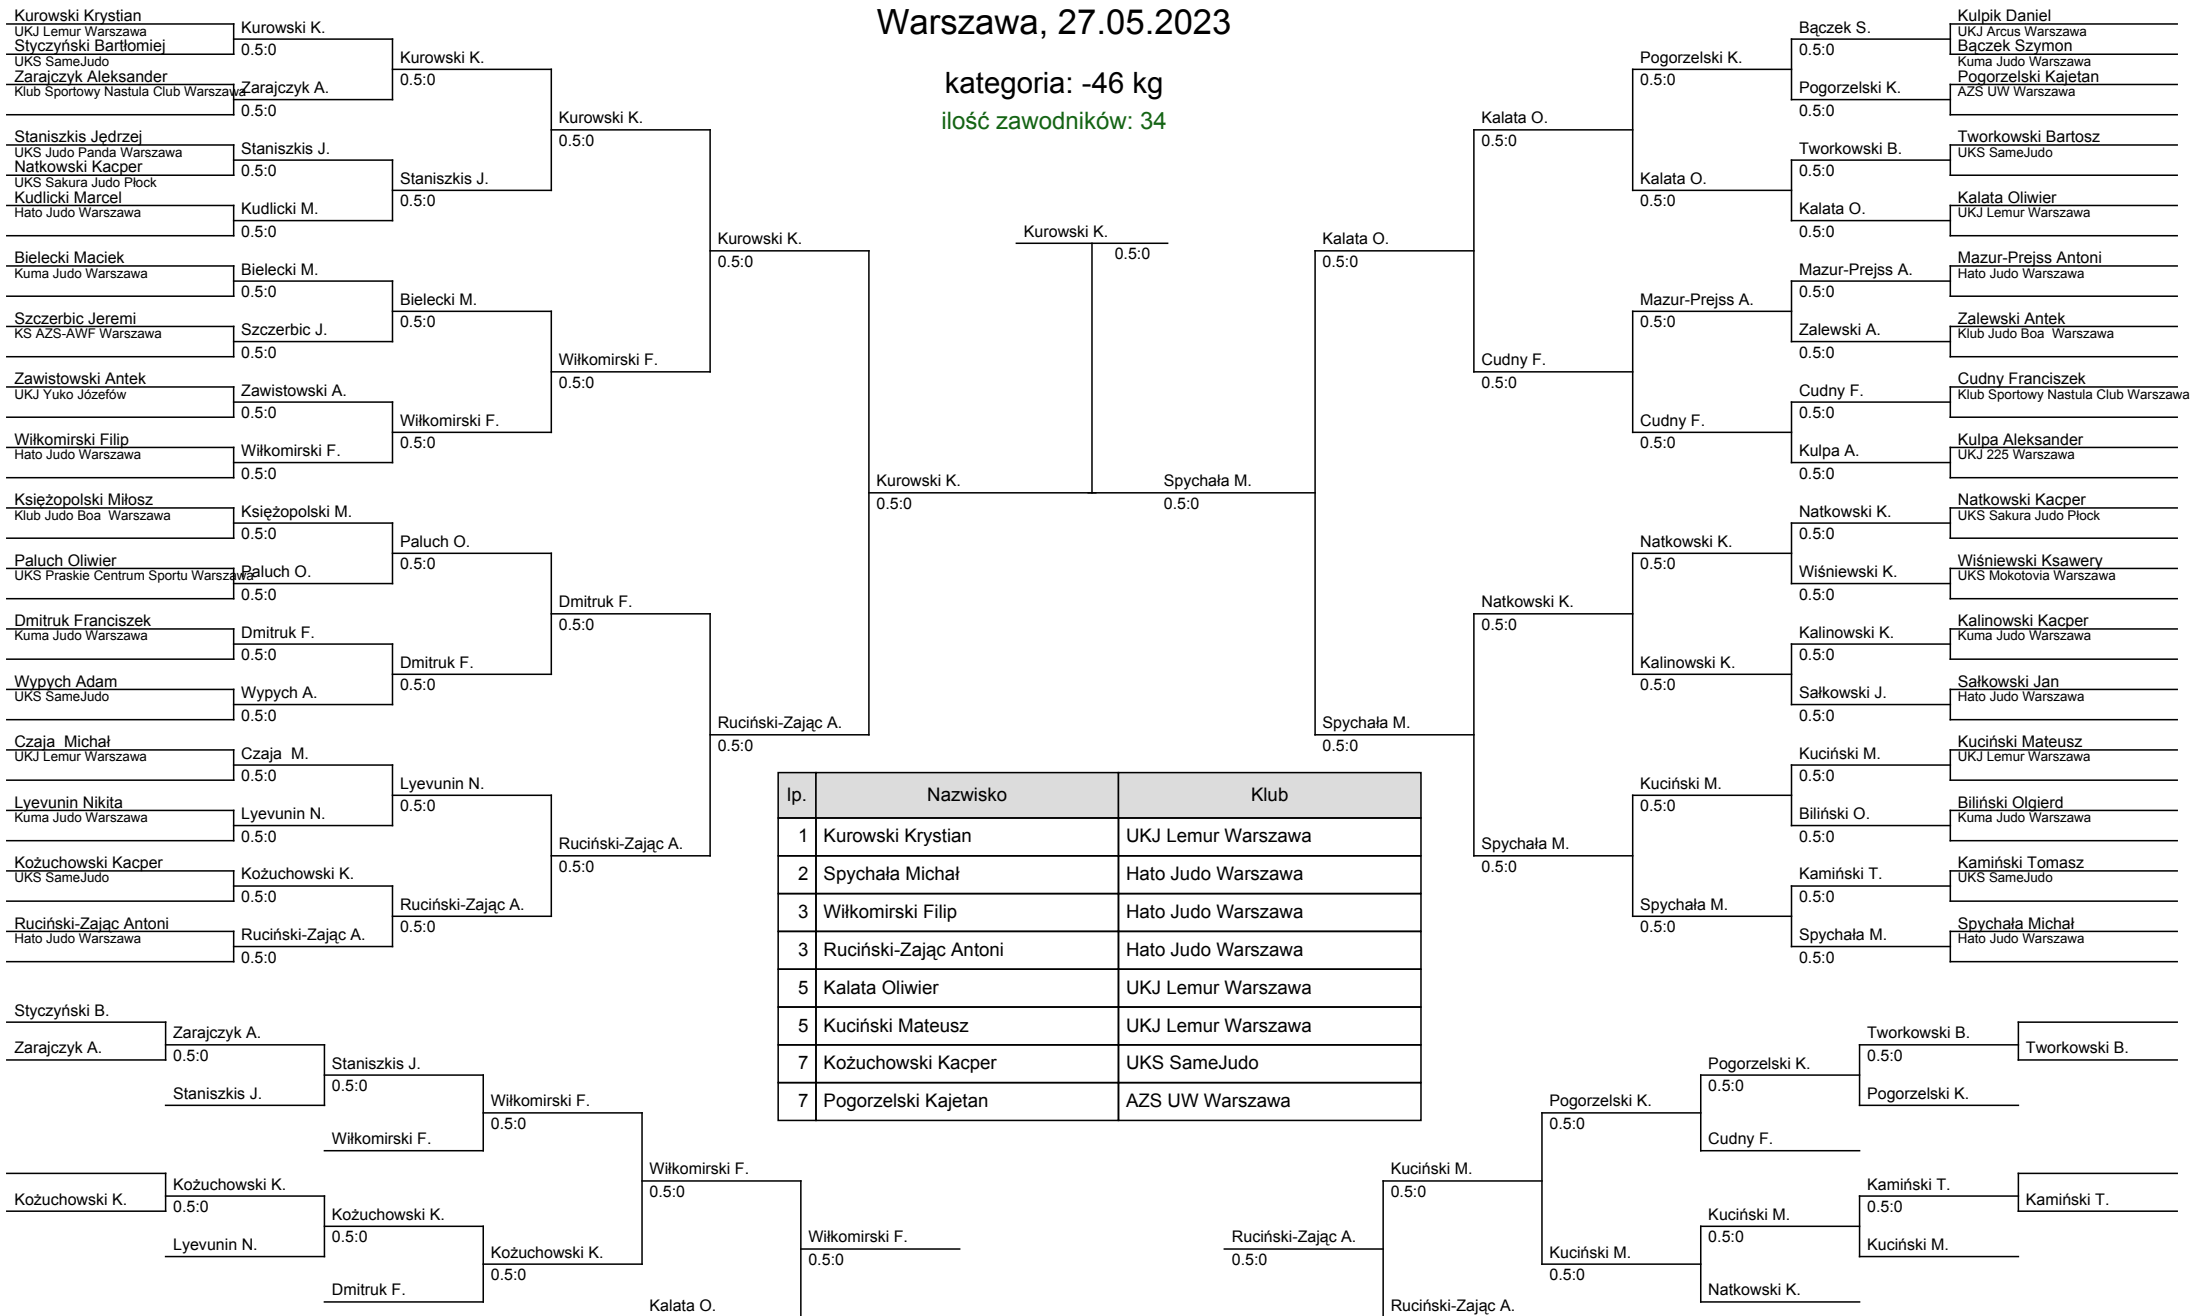 Warszawa, 27.05.2023
kategoria: -46 kg
ilość zawodników: 34
Kurowski Krystian
UKJ Lemur Warszawa
Styczyński Bartłomiej
UKS SameJudo
Zarajczyk Aleksander
Klub Sportowy Nastula Club Warszawa
Staniszkis Jędrzej
UKS Judo Panda Warszawa
Natkowski Kacper
UKS Sakura Judo Płock
Kudlicki Marcel
Hato Judo Warszawa
Bielecki Maciek
Kuma Judo Warszawa
Szczerbic Jeremi
KS AZS-AWF Warszawa
Zawistowski Antek
UKJ Yuko Józefów
Wiłkomirski Filip
Hato Judo Warszawa
Księżopolski Miłosz
Klub Judo Boa  Warszawa
Paluch Oliwier
UKS Praskie Centrum Sportu Warszawa
Dmitruk Franciszek
Kuma Judo Warszawa
Wypych Adam
UKS SameJudo
Czaja  Michał
UKJ Lemur Warszawa
Lyevunin Nikita
Kuma Judo Warszawa
Kożuchowski Kacper
UKS SameJudo
Ruciński-Zając Antoni
Hato Judo Warszawa
Kurowski K.
0.5:0
Zarajczyk A.
0.5:0
Staniszkis J.
0.5:0
Kudlicki M.
0.5:0
Bielecki M.
0.5:0
Szczerbic J.
0.5:0
Zawistowski A.
0.5:0
Wiłkomirski F.
0.5:0
Księżopolski M.
0.5:0
Paluch O.
0.5:0
Dmitruk F.
0.5:0
Wypych A.
0.5:0
Czaja  M.
0.5:0
Lyevunin N.
0.5:0
Kożuchowski K.
0.5:0
Ruciński-Zając A.
0.5:0
Kurowski K.
0.5:0
Staniszkis J.
0.5:0
Bielecki M.
0.5:0
Wiłkomirski F.
0.5:0
Paluch O.
0.5:0
Dmitruk F.
0.5:0
Lyevunin N.
0.5:0
Ruciński-Zając A.
0.5:0
Kurowski K.
0.5:0
Wiłkomirski F.
0.5:0
Dmitruk F.
0.5:0
Ruciński-Zając A.
0.5:0
Kurowski K.
0.5:0
Ruciński-Zając A.
0.5:0
Kurowski K.
0.5:0
Kurowski K.
0.5:0
Spychała M.
0.5:0
Kalata O.
0.5:0
Spychała M.
0.5:0
Kalata O.
0.5:0
Cudny F.
0.5:0
Natkowski K.
0.5:0
Spychała M.
0.5:0
Pogorzelski K.
0.5:0
Kalata O.
0.5:0
Mazur-Prejss A.
0.5:0
Cudny F.
0.5:0
Natkowski K.
0.5:0
Kalinowski K.
0.5:0
Kuciński M.
0.5:0
Spychała M.
0.5:0
Bączek S.
0.5:0
Pogorzelski K.
0.5:0
Tworkowski B.
0.5:0
Kalata O.
0.5:0
Mazur-Prejss A.
0.5:0
Zalewski A.
0.5:0
Cudny F.
0.5:0
Kulpa A.
0.5:0
Natkowski K.
0.5:0
Wiśniewski K.
0.5:0
Kalinowski K.
0.5:0
Sałkowski J.
0.5:0
Kuciński M.
0.5:0
Biliński O.
0.5:0
Kamiński T.
0.5:0
Spychała M.
0.5:0
Kulpik Daniel
UKJ Arcus Warszawa
Bączek Szymon
Kuma Judo Warszawa
Pogorzelski Kajetan
AZS UW Warszawa
Tworkowski Bartosz
UKS SameJudo
Kalata Oliwier
UKJ Lemur Warszawa
Mazur-Prejss Antoni
Hato Judo Warszawa
Zalewski Antek
Klub Judo Boa  Warszawa
Cudny Franciszek
Klub Sportowy Nastula Club Warszawa
Kulpa Aleksander
UKJ 225 Warszawa
Natkowski Kacper
UKS Sakura Judo Płock
Wiśniewski Ksawery
UKS Mokotovia Warszawa
Kalinowski Kacper
Kuma Judo Warszawa
Sałkowski Jan
Hato Judo Warszawa
Kuciński Mateusz
UKJ Lemur Warszawa
Biliński Olgierd
Kuma Judo Warszawa
Kamiński Tomasz
UKS SameJudo
Spychała Michał
Hato Judo Warszawa
lp. Nazwisko Klub
1 Kurowski Krystian UKJ Lemur Warszawa
2 Spychała Michał Hato Judo Warszawa
3 Wiłkomirski Filip Hato Judo Warszawa
3 Ruciński-Zając Antoni Hato Judo Warszawa
5 Kalata Oliwier UKJ Lemur Warszawa
5 Kuciński Mateusz UKJ Lemur Warszawa
7 Kożuchowski Kacper UKS SameJudo
7 Pogorzelski Kajetan AZS UW Warszawa
Styczyński B.
Zarajczyk A.
Kożuchowski K.
Zarajczyk A.
0.5:0
Staniszkis J.
Kożuchowski K.
0.5:0
Lyevunin N.
Staniszkis J.
0.5:0
Wiłkomirski F.
Kożuchowski K.
0.5:0
Dmitruk F.
Wiłkomirski F.
0.5:0
Kożuchowski K.
0.5:0
Wiłkomirski F.
0.5:0
Kalata O.
Wiłkomirski F.
0.5:0
Ruciński-Zając A.
0.5:0
Kuciński M.
0.5:0
Ruciński-Zając A.
Pogorzelski K.
0.5:0
Kuciński M.
0.5:0
Pogorzelski K.
0.5:0
Cudny F.
Kuciński M.
0.5:0
Natkowski K.
Tworkowski B.
0.5:0
Pogorzelski K.
Kamiński T.
0.5:0
Kuciński M.
Tworkowski B.
Kamiński T.